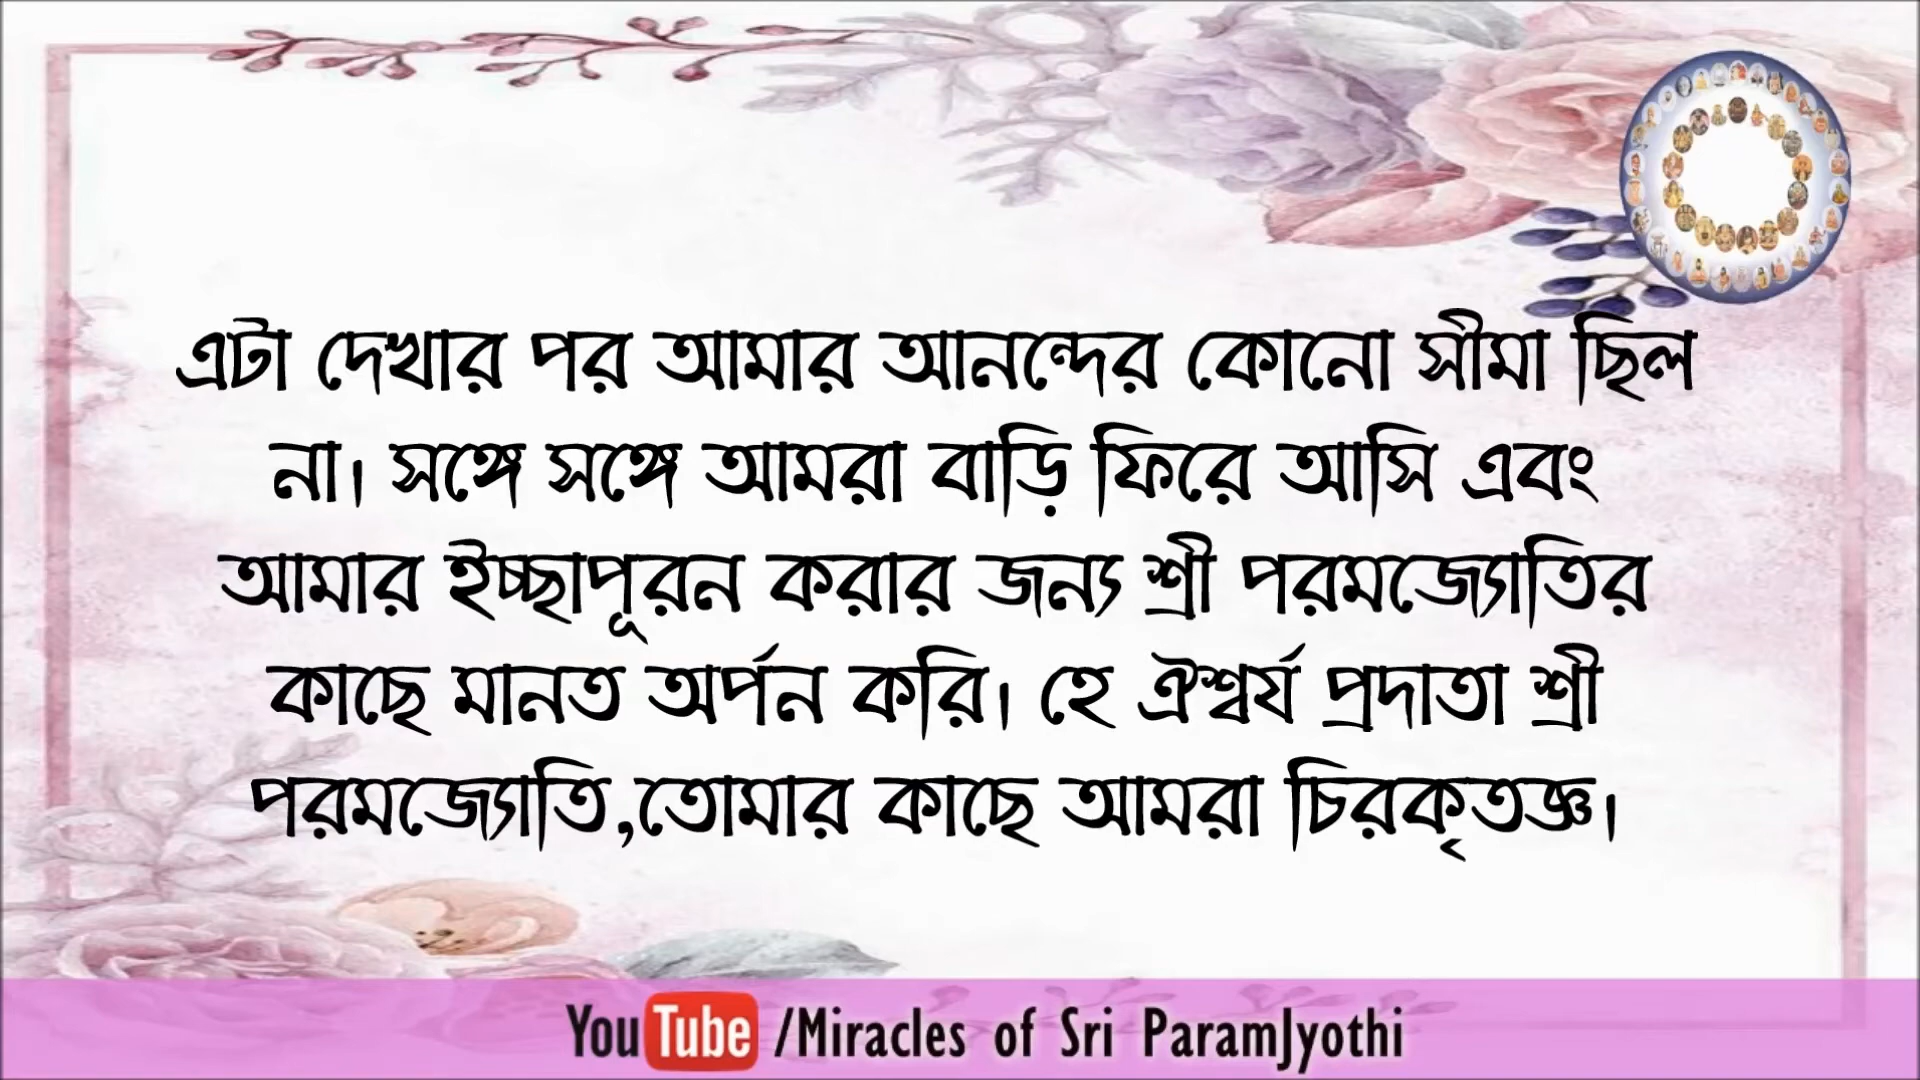 এটা দেখার পর আমার আনন্দের কোনো সীমা ছিল
না। সঙ্গে সঙ্গে আমরা বাড়ি ফিরে আসি এবং
আমার ইচ্ছাপূরন করার জন্য শ্রী পরমজ্যোতির
কাছে মানত অর্পন করি। হে ঐশ্বর্য প্রদাতা শ্রী
পরমজ্যোতি,তোমার কাছে আমরা চিরকৃতজ্ঞ।
YouTube /Miracles of Sri ParamJyothi